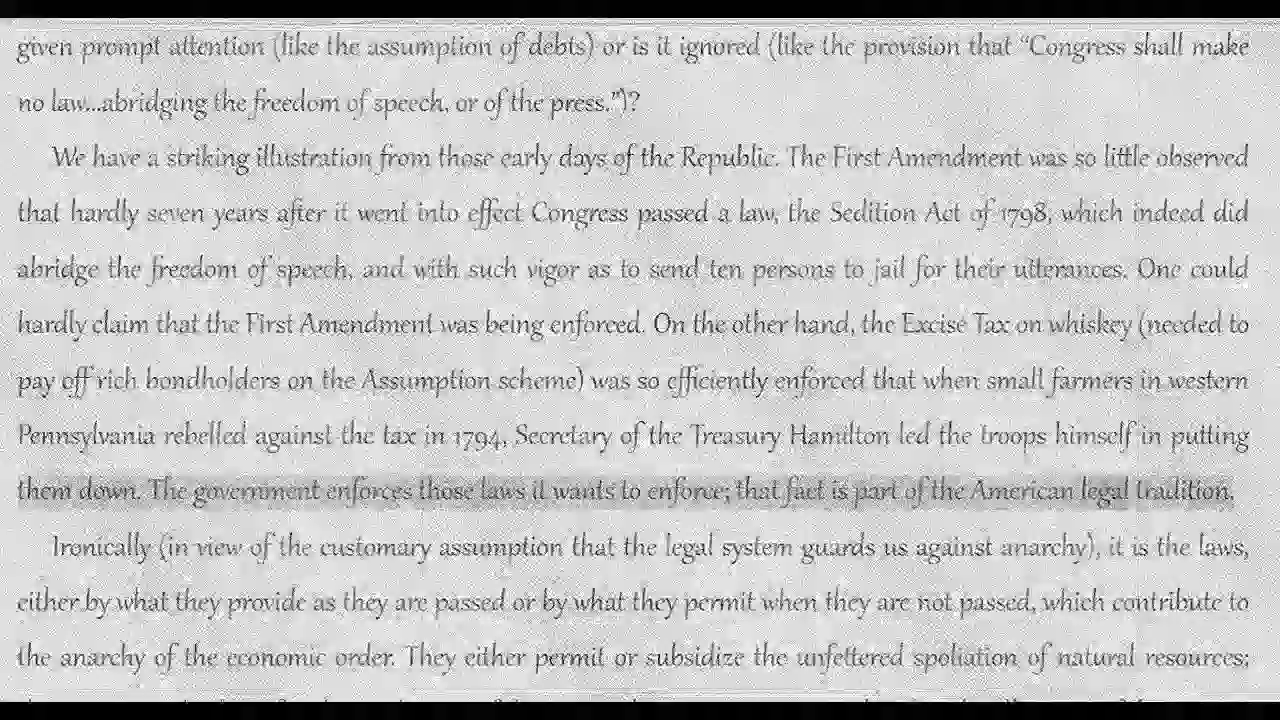 given prompt attention (like the assumption of debts) or is it ignored (like the provision that “Congress shall make
no law...abridging the freedom of speech, or of the press.”)?
We have a striking illustration from those early days of the Republic. The First Amendment was so little observed
that hardly seven years after it went into effect Congress passed a law, the Sedition Act of 1798, which indeed did
abridge the freedom of speech, and with such vigor as to send ten persons to jail for their utterances. One could
hardly claim that the First Amendment was being enforced. On the other hand, the Excise Tax on whiskey (needed to
pay off rich bondholders on the Assumption scheme) was so efficiently enforced that when small farmers in western
Pennsylvania rebelled against the tax in 1794, Secretary of the Treasury Hamilton led the troops himself in putting
them down. The government enforces those laws it wants to enforce; that fact is part of the American legal tradition.
Ironically (in view of the customary assumption that the legal system guards us against anarchy), it is the laws,
either by what they provide as they are passed or by what they permit when they are not passed, which contribute to
the anarchy of the economic order. They either permit or subsidize the unfettered spoliation of natural resources;